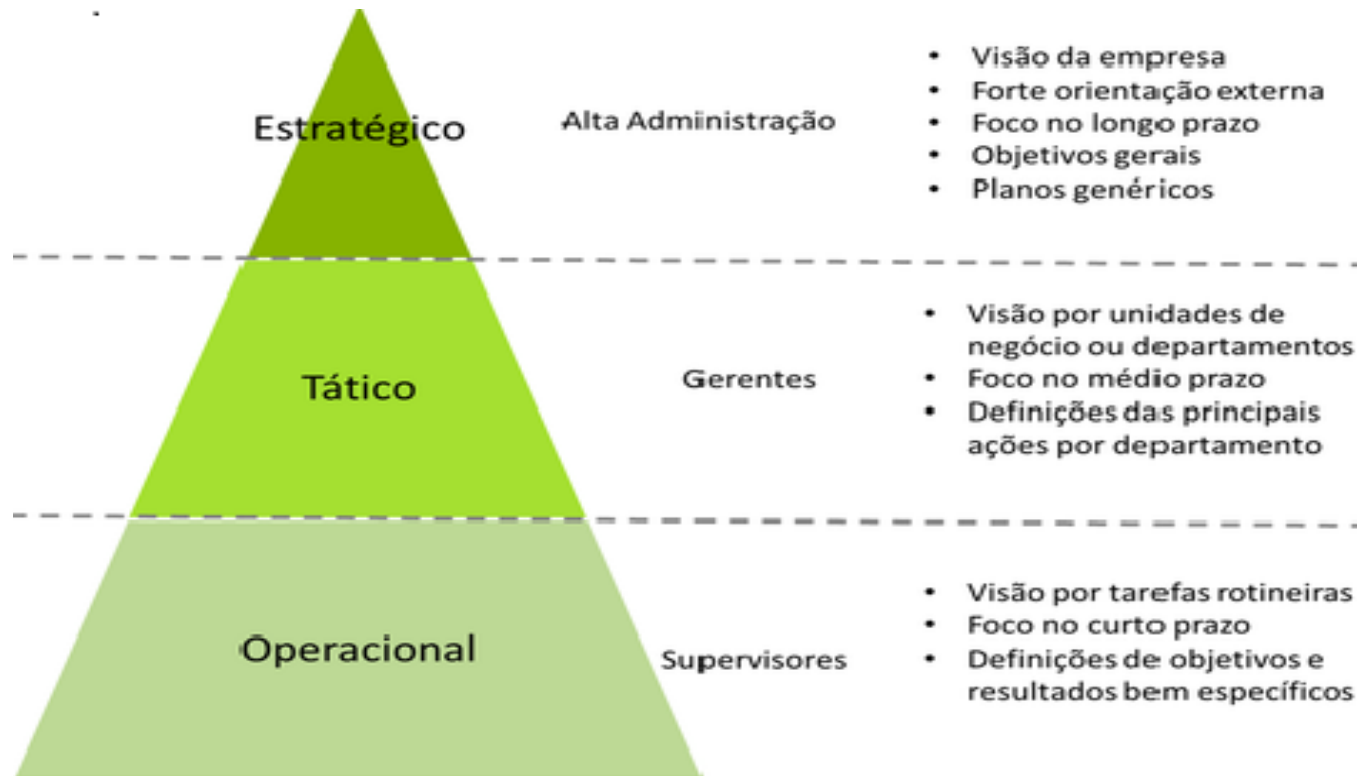 Estratégico
Alta Administração
• Visão da empresa
• Forte orientação externa
• Foco no longo prazo
• Objetivos gerais
• Planos genéricos
Tático
Gerentes
• Visão por unidades de
negócio ou departamentos
• Foco no médio prazo
• Definições das principais
ações por departamento
Operacional
Supervisores
• Visão por tarefas rotineiras
• Foco no curto prazo
• Definições de objetivos e
resultados bem específicos